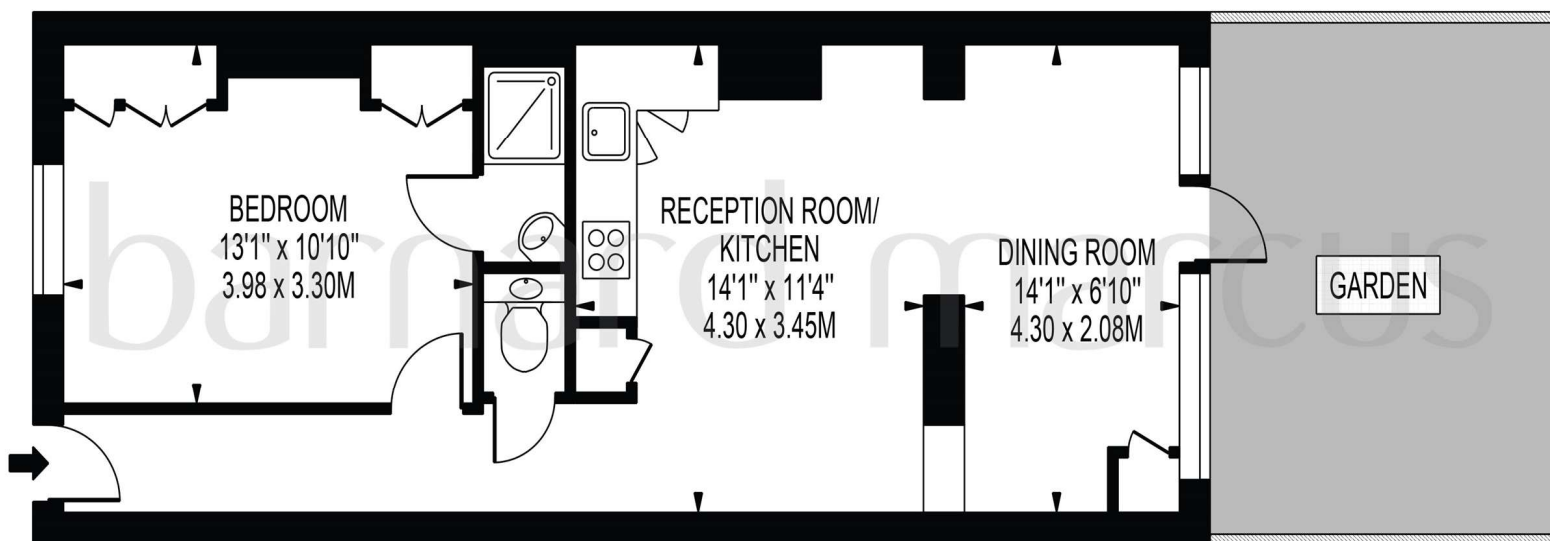 BEDROOM
13'1" x 10'10"
3.98 x 3.30M
RECEPTION ROOM/
KITCHEN
14'1" x 11'4"
4.30 x 3.45M
DINING ROOM
14'1" x 6'10"
4.30 x 2.08M
GARDEN
barnard marcus